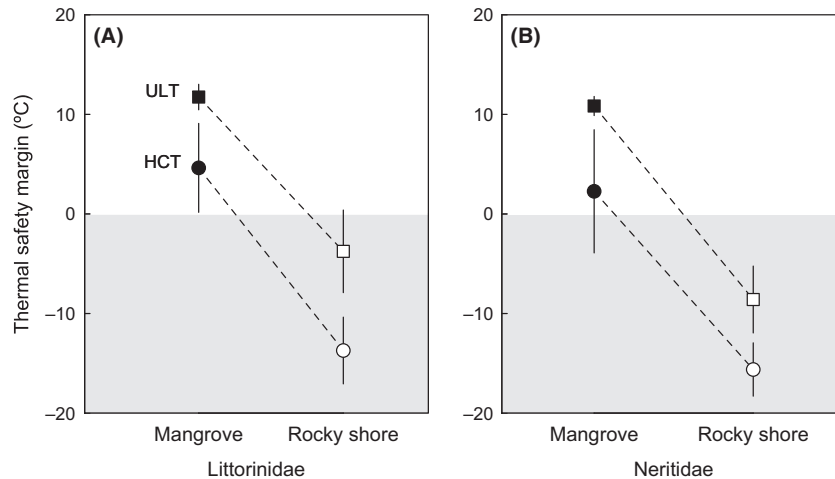 (A)
(B)
Thermal safety margin (ºC)
20
10
0
–10
–20
ULT
HCT
Mangrove
Rocky shore
Littorinidae
20
10
0
–10
–20
Mangrove
Rocky shore
Neritidae